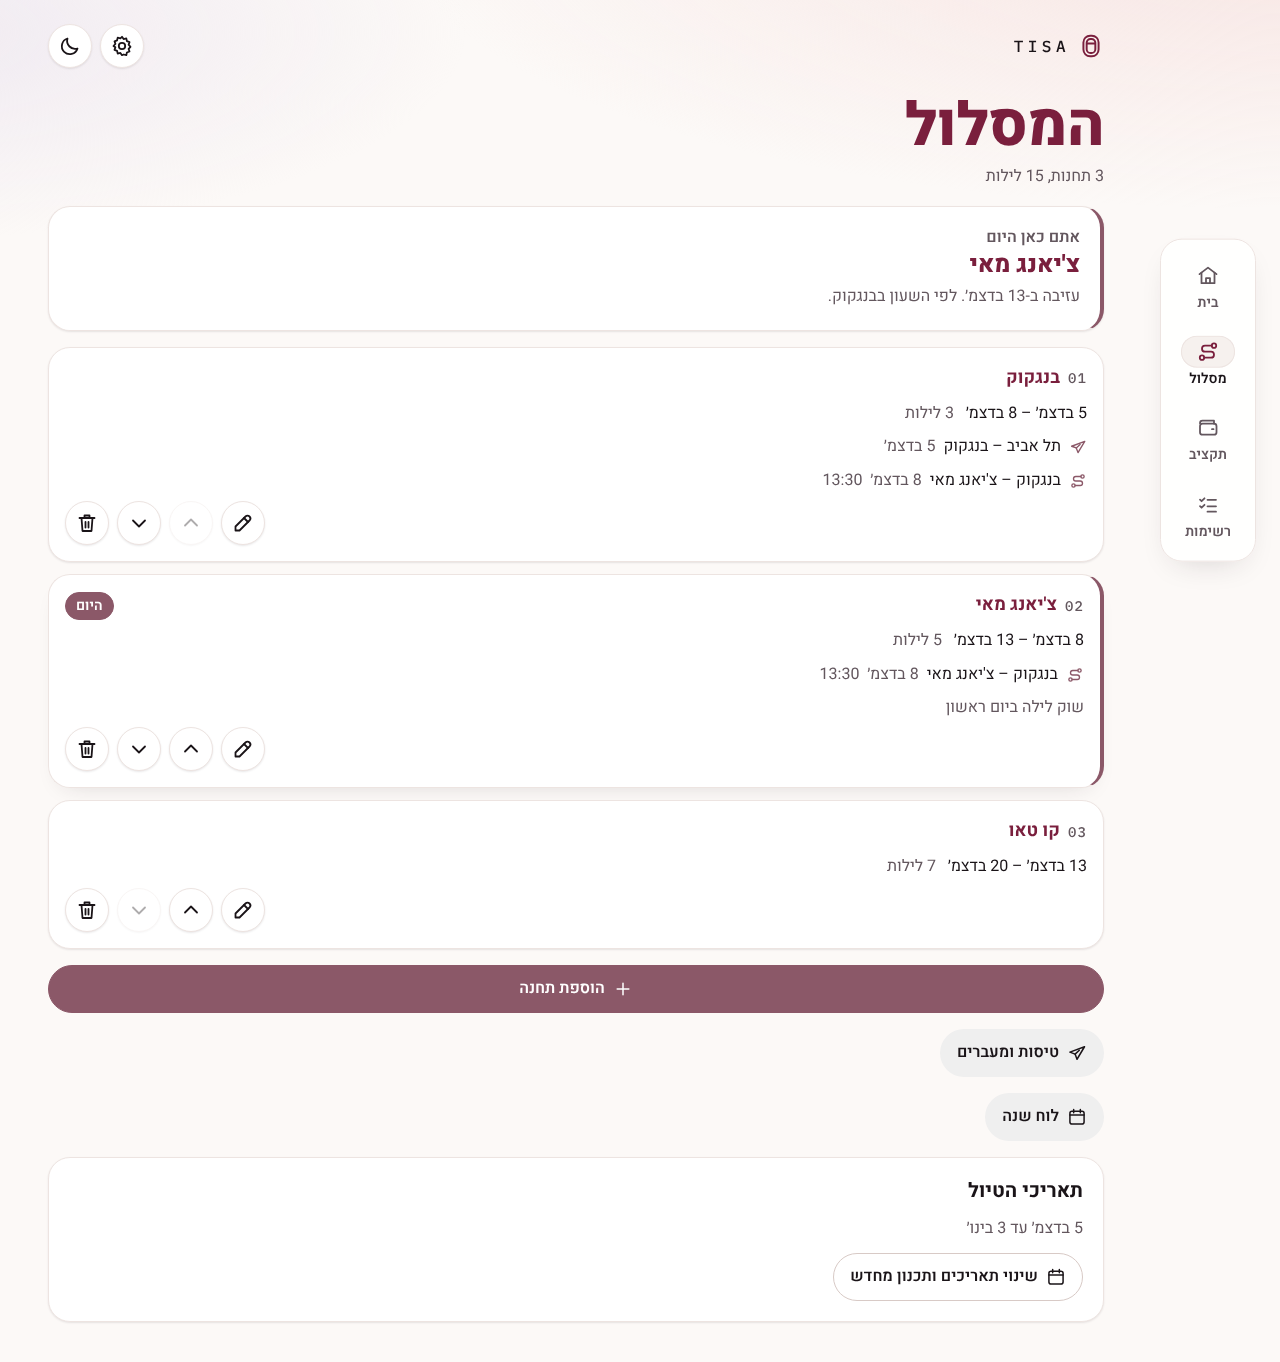 TISA
המסלול
3 תחנות, 15 לילות
אתם כאן היום
צ'יאנג מאי
עזיבה ב-13 בדצמ׳. לפי השעון בבנגקוק.
01 בנגקוק
5 בדצמ׳ – 8 בדצמ׳ 3 לילות
תל אביב – בנגקוק 5 בדצמ׳
בנגקוק – צ'יאנג מאי 8 בדצמ׳ 13:30
02 צ'יאנג מאי
היום
8 בדצמ׳ – 13 בדצמ׳ 5 לילות
בנגקוק – צ'יאנג מאי 8 בדצמ׳ 13:30
שוק לילה ביום ראשון
03 קו טאו
13 בדצמ׳ – 20 בדצמ׳ 7 לילות
הוספת תחנה
טיסות ומעברים
לוח שנה
תאריכי הטיול
5 בדצמ׳ עד 3 בינו׳
שינוי תאריכים ותכנון מחדש
בית
מסלול
תקציב
רשימות